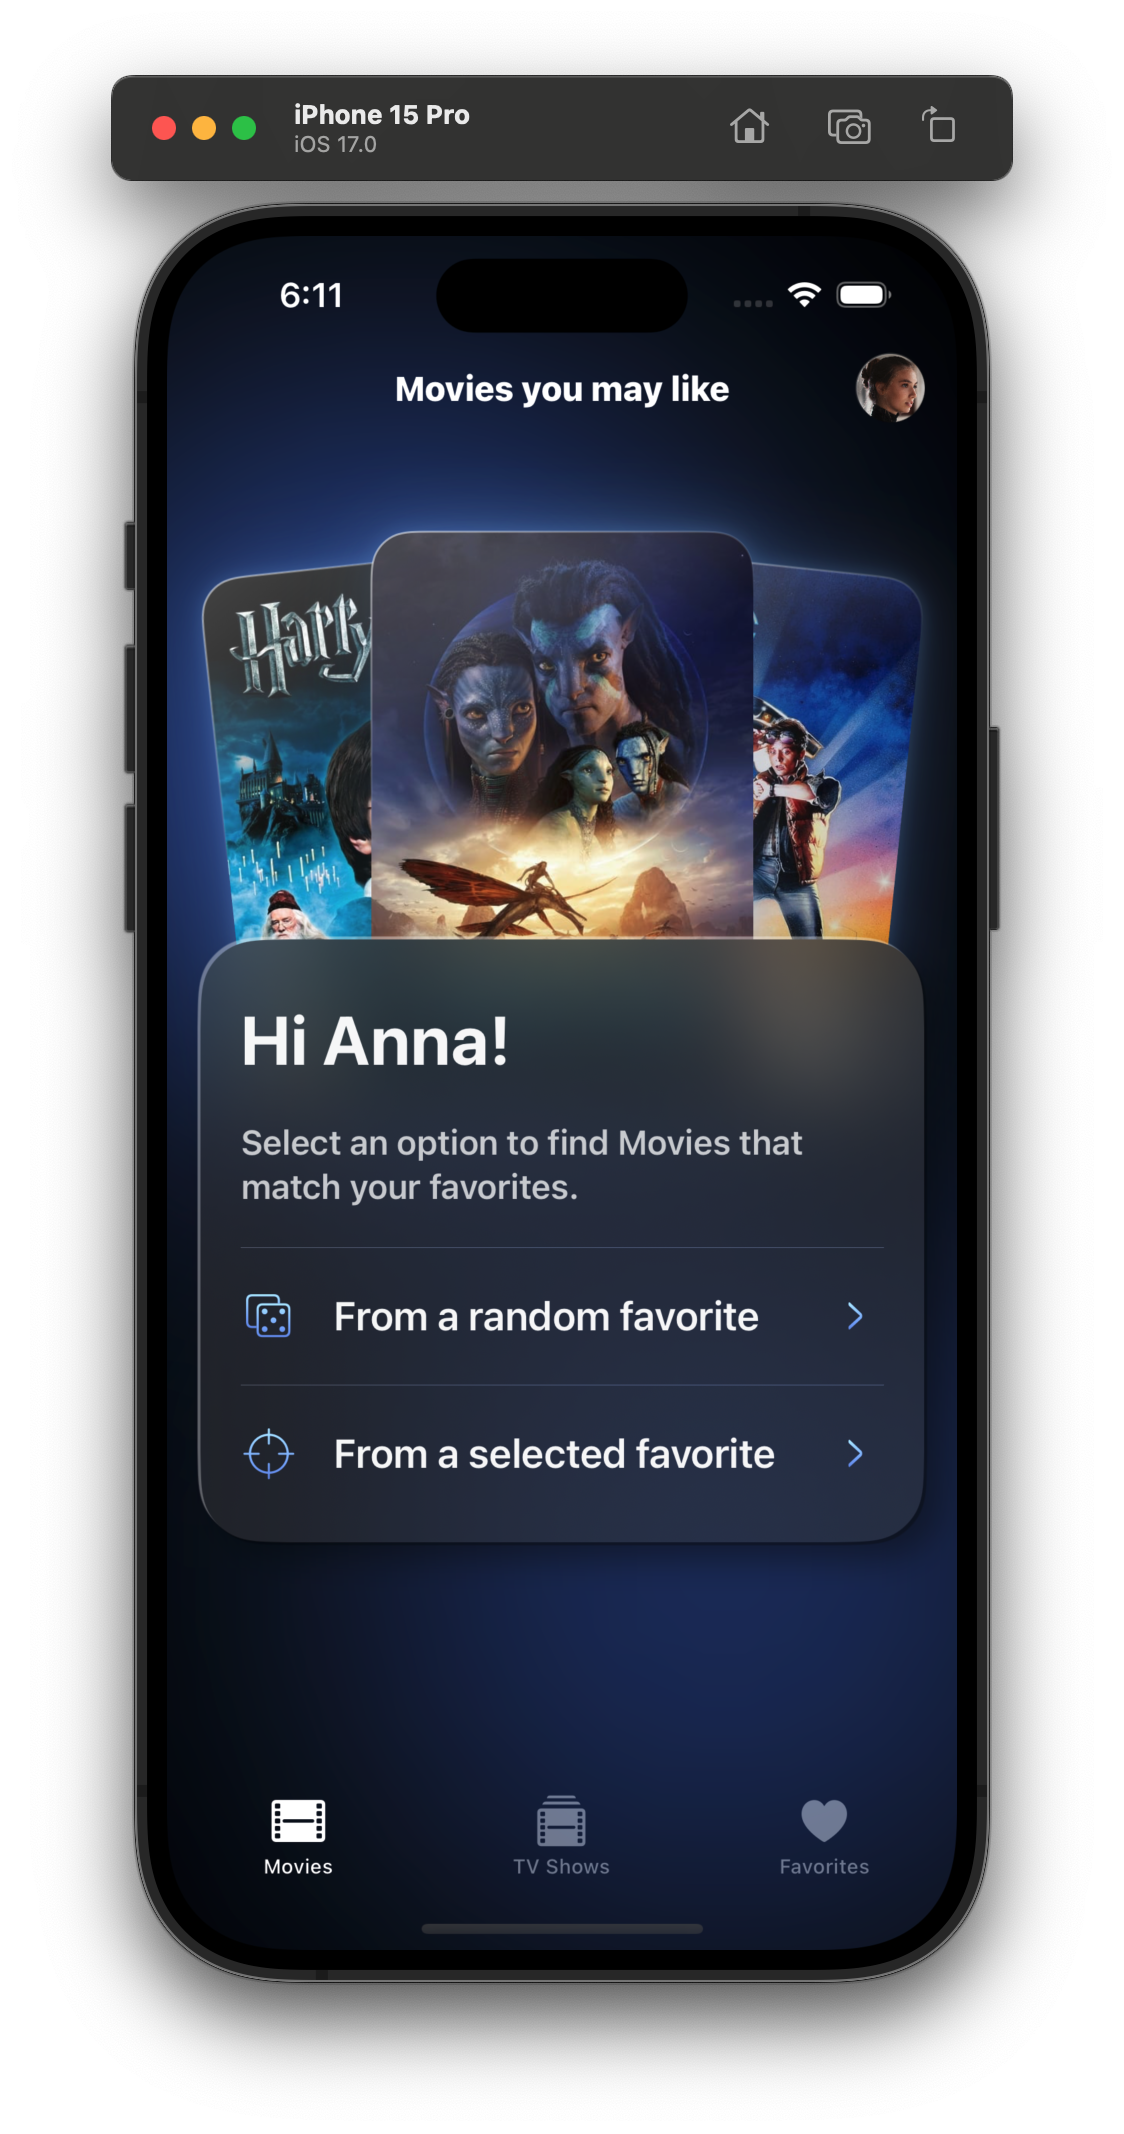 iPhone 15 Pro
iOS 17.0
6:11
Movies you may like
Harry
Hi Anna!
Select an option to find Movies that
match your favorites.
From a random favorite
From a selected favorite
Movies
TV Shows
Favorites